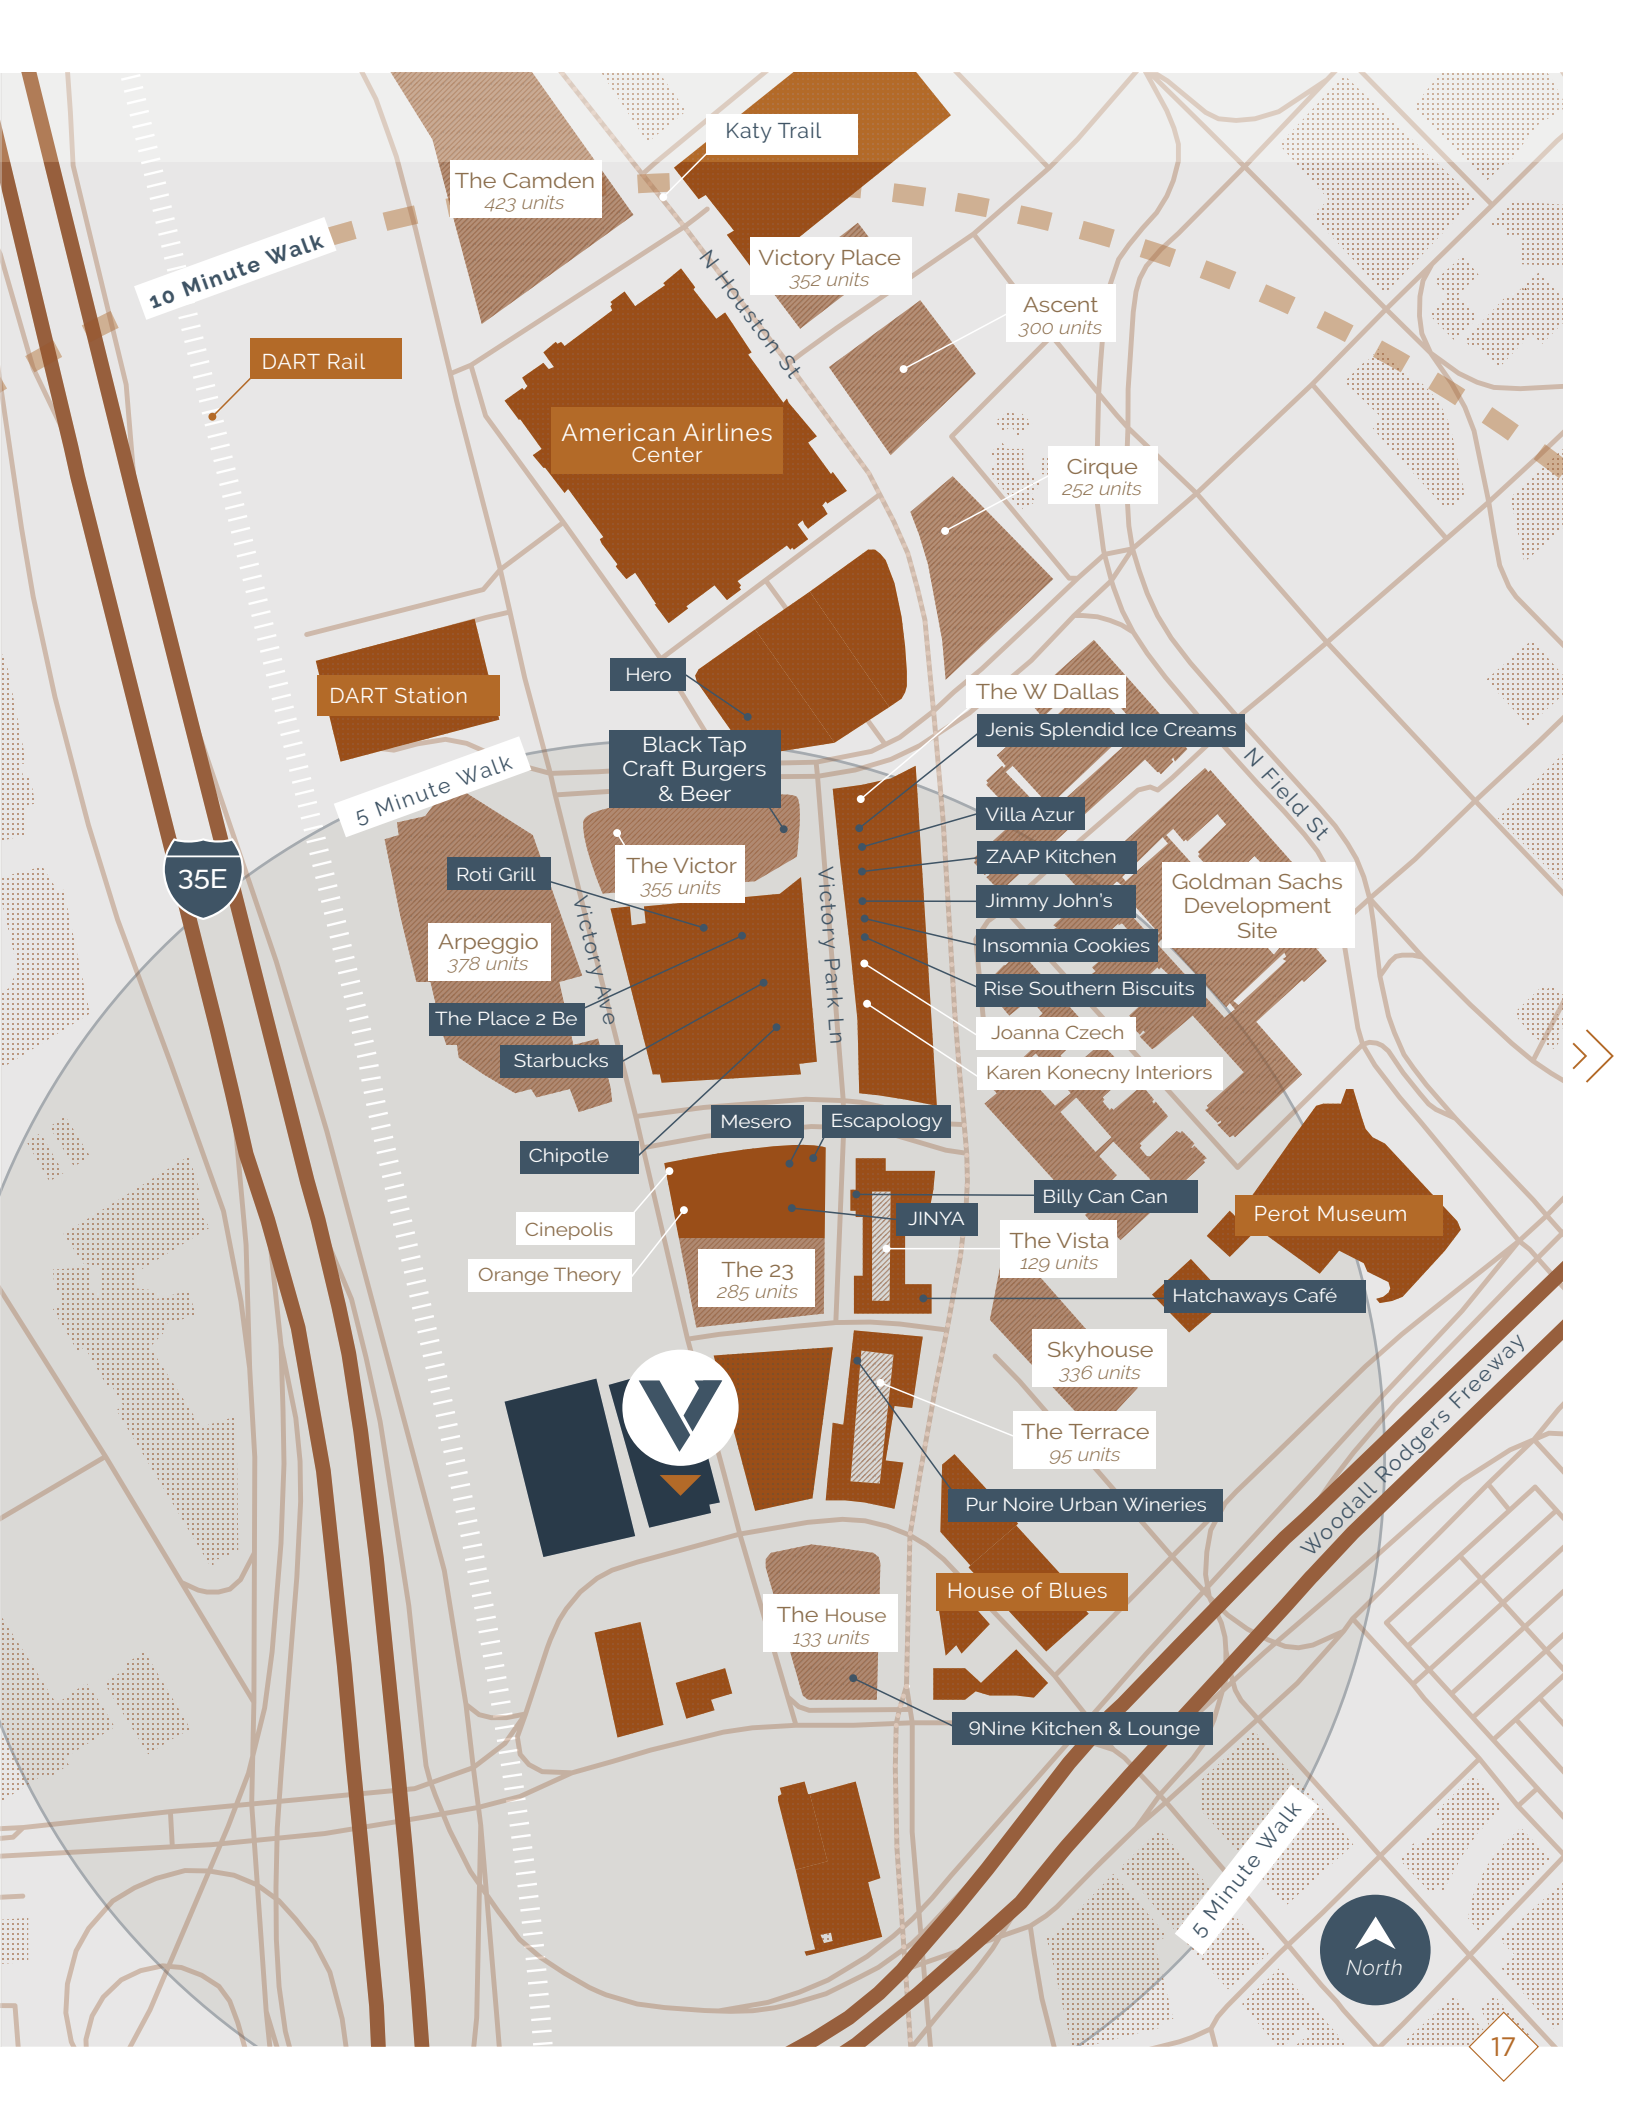 Katy Trail
The Camden
423 units
10 Minute Walk
N Houston St
Victory Place
352 units
Ascent
300 units
DART Rail
American Airlines
Center
Cirque
252 units
Hero
DART Station
The W Dallas
Jenis Splendid Ice Creams
Black Tap
Craft Burgers
& Beer
5 Minute Walk
N Field St
Villa Azur
35E
The Victor
355 units
Roti Grill
Victory Park Ln
ZAAP Kitchen
Goldman Sachs
Development
Site
Jimmy John's
Victory Ave
Arpeggio
378 units
Insomnia Cookies
Rise Southern Biscuits
The Place 2 Be
Joanna Czech
Starbucks
Karen Konecny Interiors
Mesero
Escapology
Chipotle
Billy Can Can
Perot Museum
JINYA
Cinepolis
The Vista
129 units
Orange Theory
The 23
285 units
Hatchaways Café
Skyhouse
336 units
Woodall Rodgers Freeway
The Terrace
95 units
Pur Noire Urban Wineries
House of Blues
The House
133 units
9Nine Kitchen & Lounge
5 Minute Walk
North
17